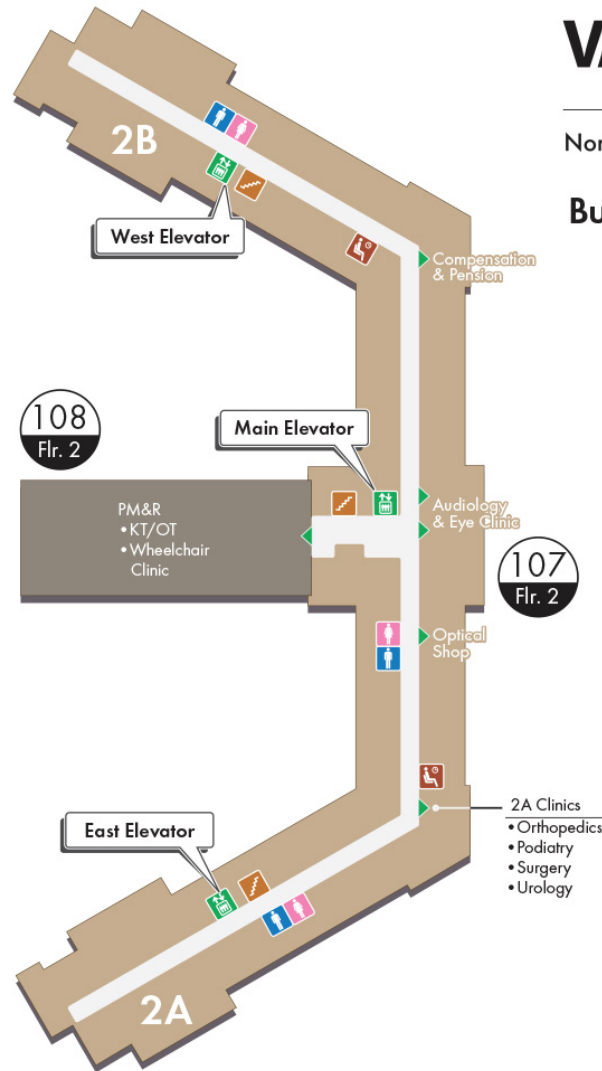 2B
West Elevator
Compensation
& Pension
108
Flr. 2
Main Elevator
PM&R
• KT/OT
• Wheelchair
Clinic
Audiology
& Eye Clinic
107
Flr. 2
Optical
Shop
2A Clinics
• Orthopedics
• Podiatry
• Surgery
• Urology
East Elevator
2A